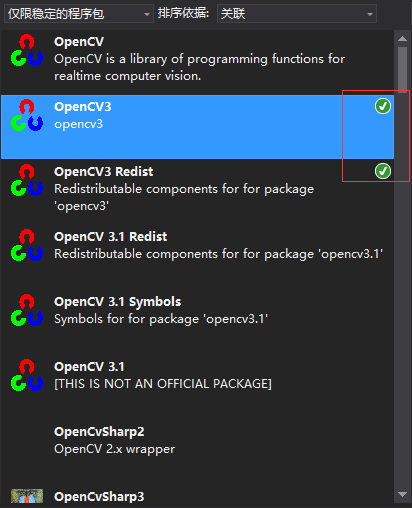 仅限稳定的程序包 排序依据: 关联
OpenCV
OpenCV is a library of programming functions for
realtime computer vision.
OpenCV3
opencv3
OpenCV3 Redist
Redistributable components for for package
'opencv3'
OpenCV 3.1 Redist
Redistributable components for for package 'opencv3.1'
OpenCV 3.1 Symbols
Symbols for for package 'opencv3.1'
OpenCV 3.1
[THIS IS NOT AN OFFICIAL PACKAGE]
OpenCvSharp2
OpenCV 2.x wrapper
OpenCvSharp3